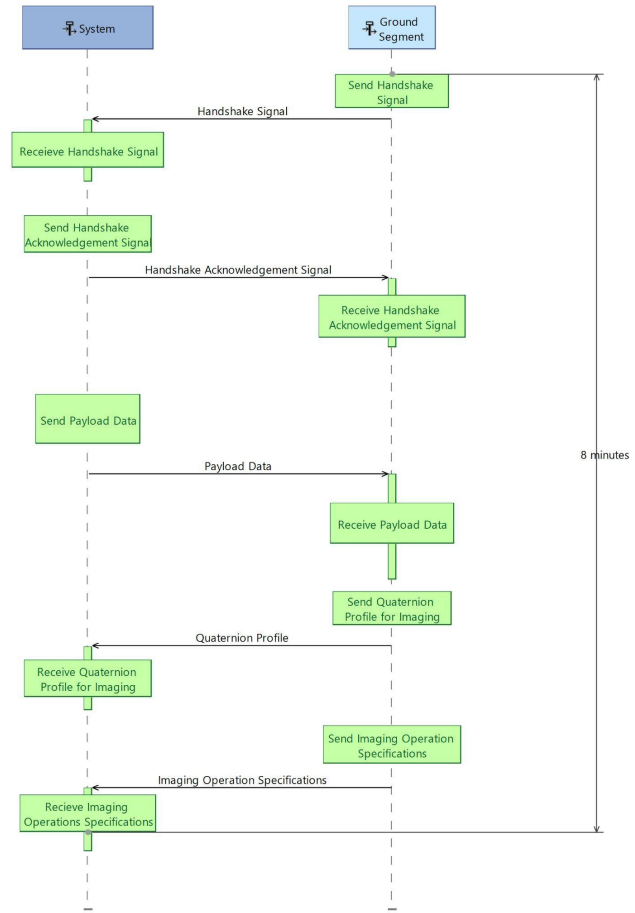 System
Ground
Segment
Send Handshake
Signal
Handshake Signal
Receieve Handshake Signal
Send Handshake
Acknowledgement Signal
Handshake Acknowledgement Signal
Receive Handshake
Acknowledgement Signal
Send Payload Data
8 minutes
Payload Data
Receive Payload Data
Send Quaternion
Profile for Imaging
Quaternion Profile
Receive Quaternion
Profile for Imaging
Send Imaging Operation
Specifications
Imaging Operation Specifications
Recieve Imaging
Operations Specifications